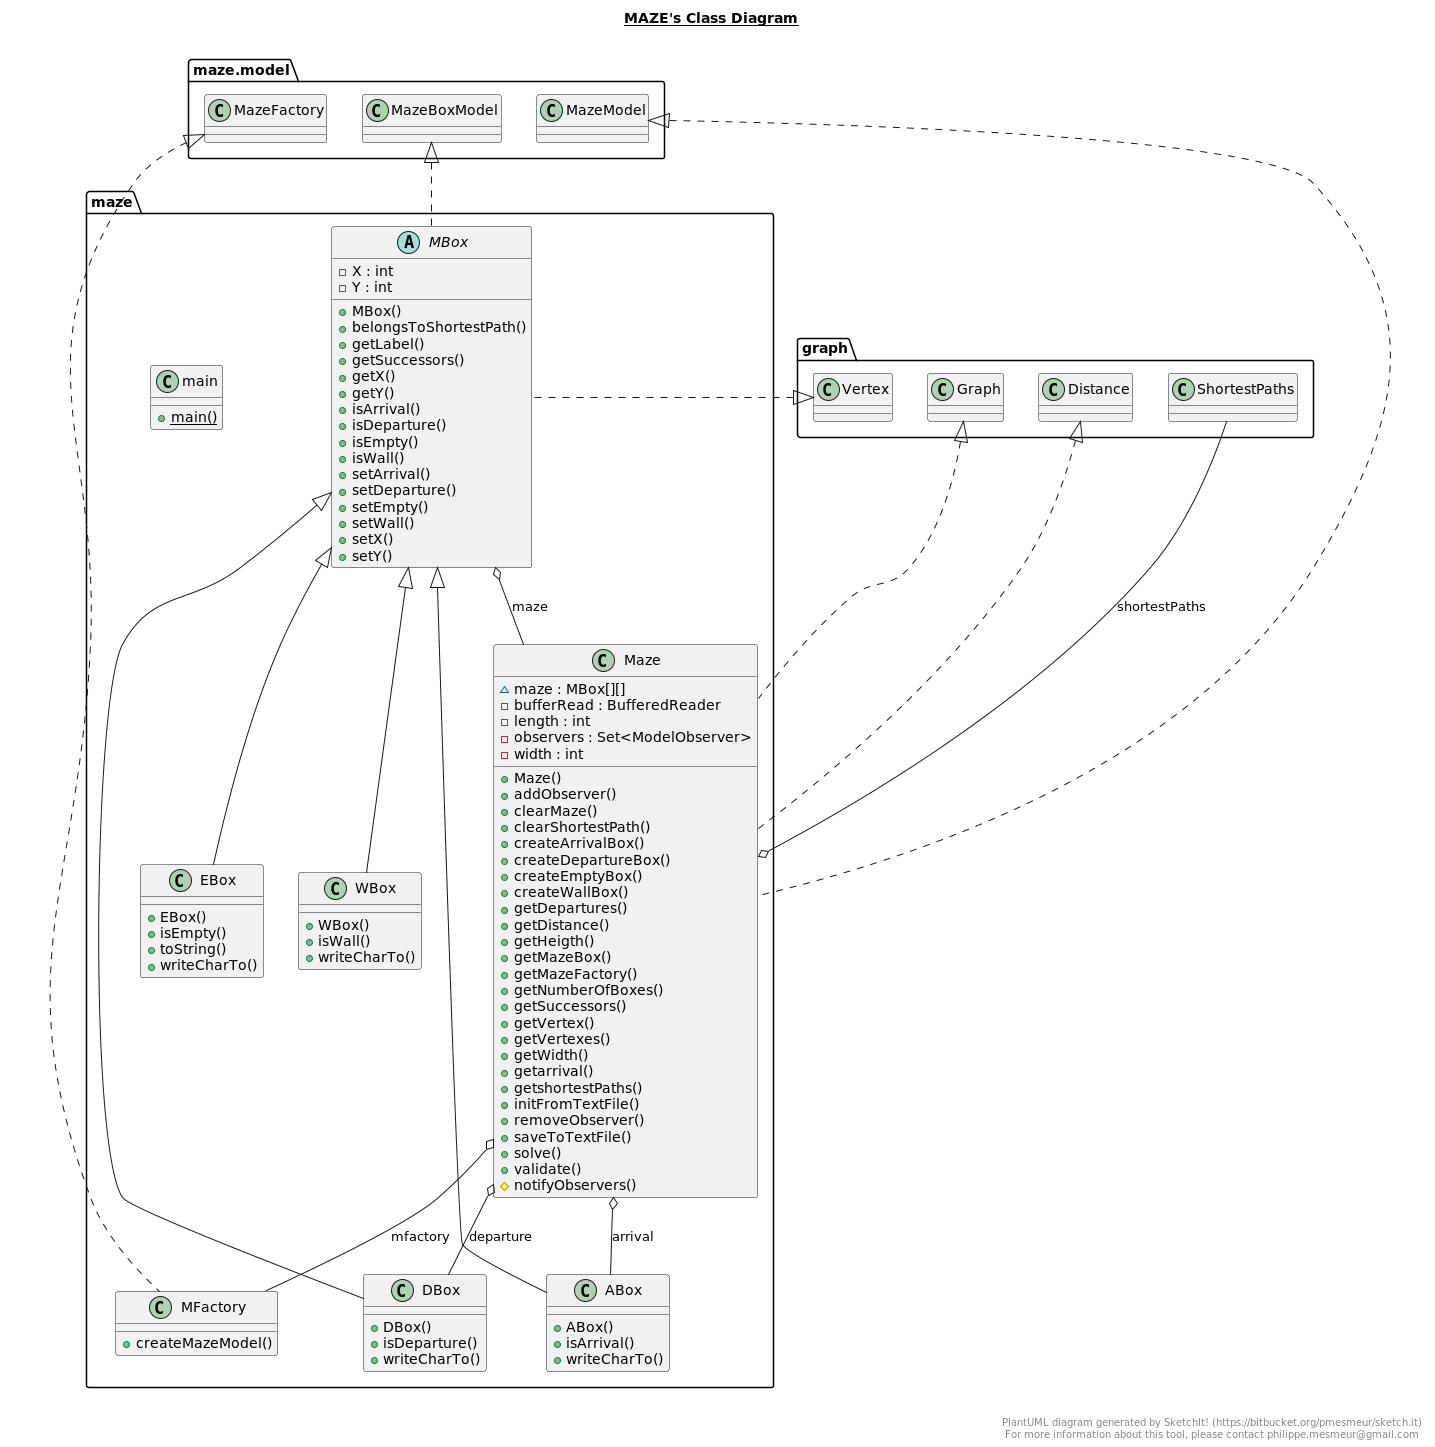 MAZE's Class Diagram
maze.model
MazeFactory
MazeBoxModel
MazeModel
maze
MBox
X : int
Y : int
MBox()
belongsToShortestPath()
getLabel()
getSuccessors()
getX()
getY()
isArrival()
isDeparture()
isEmpty()
isWall()
setArrival()
setDeparture()
setEmpty()
setWall()
setX()
setY()
main
main()
graph
Vertex
Graph
Distance
ShortestPaths
maze
shortestPaths
Maze
maze : MBox[][]
bufferRead : BufferedReader
length : int
observers : Set<ModelObserver>
width : int
Maze()
addObserver()
clearMaze()
clearShortestPath()
createArrivalBox()
createDepartureBox()
createEmptyBox()
createWallBox()
getDepartures()
getDistance()
getHeigth()
getMazeBox()
getMazeFactory()
getNumberOfBoxes()
getSuccessors()
getVertex()
getVertexes()
getWidth()
getarrival()
getshortestPaths()
initFromTextFile()
removeObserver()
saveToTextFile()
solve()
validate()
notifyObservers()
EBox
EBox()
isEmpty()
toString()
writeCharTo()
WBox
WBox()
isWall()
writeCharTo()
mfactory
departure
arrival
MFactory
createMazeModel()
DBox
DBox()
isDeparture()
writeCharTo()
ABox
ABox()
isArrival()
writeCharTo()
PlantUML diagram generated by SketchIt! (https://bitbucket.org/pmesmeur/sketch.it)
For more information about this tool, please contact philippe.mesmeur@gmail.com